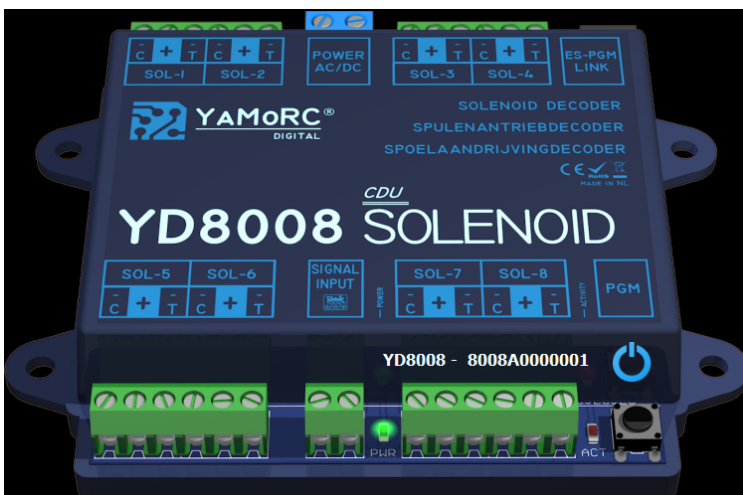 - + - - + -
C T C T
SOL-1 SOL-2
POWER
AC/DC
- + - - + -
C T C T
SOL-3 SOL-4
ES-PGM
LINK
YAMoRC®
DIGITAL
SOLENOID DECODER
SPULENANTRIEBDECODER
SPOELAANDRIJVINGDECODER
CE RoHS
MADE IN NL
CDU
YD8008 SOLENOID
SOL-5 SOL-6
- + - - + -
C T C T
SIGNAL
INPUT
POWER
SOL-7 SOL-8
- + - - + -
C T C T
ACTIVITY
PGM
YD8008 - 8008A0000001
PWR
ACT